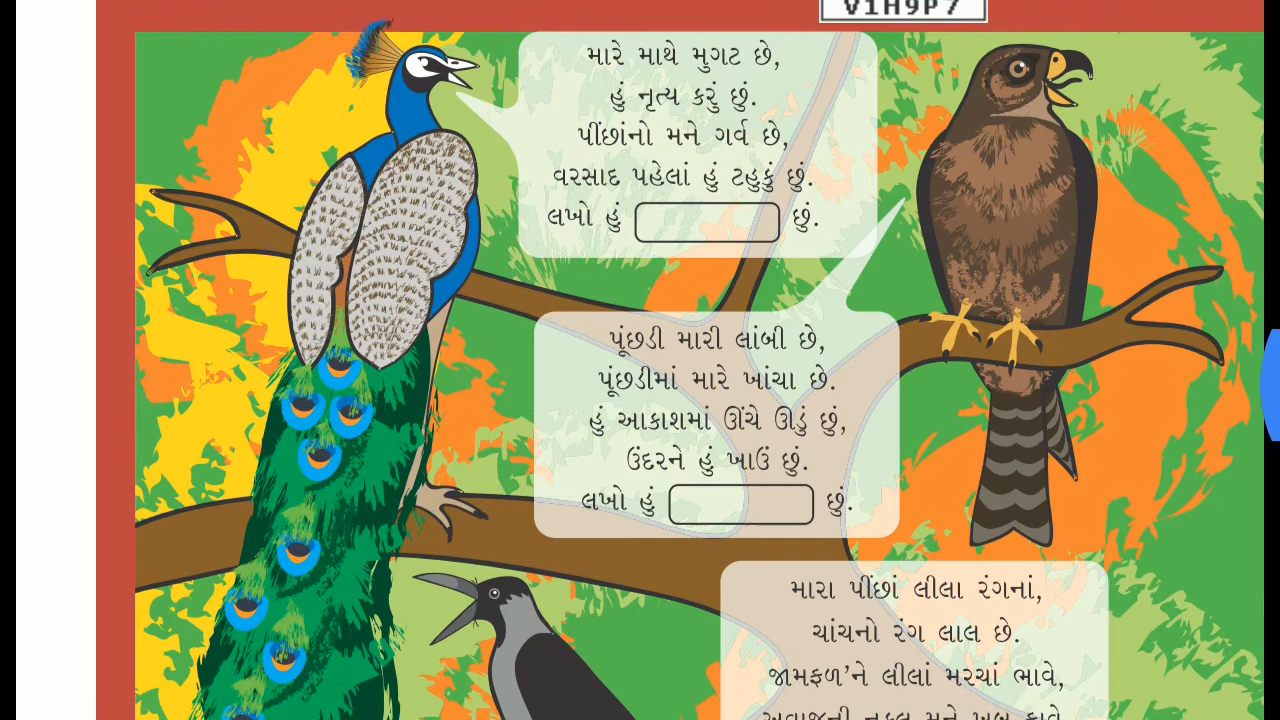 V1H9P7
મારે માથે મુગટ છે,
હું નૃત્ય કરું છું.
પીંછાંનો મને ગર્વ છે,
વરસાદ પહેલાં હું ટહુકું છું.
લખો હું છું.
પૂંછડી મારી લાંબી છે,
પૂંછડીમાં મારે ખાંચા છે.
હું આકાશમાં ઊંચે ઊડું છું,
ઉંદરને હું ખાઉં છું.
લખો હું છું.
મારા પીંછાં લીલા રંગનાં,
ચાંચનો રંગ લાલ છે.
જામફળ'ને લીલાં મરચાં ભાવે,